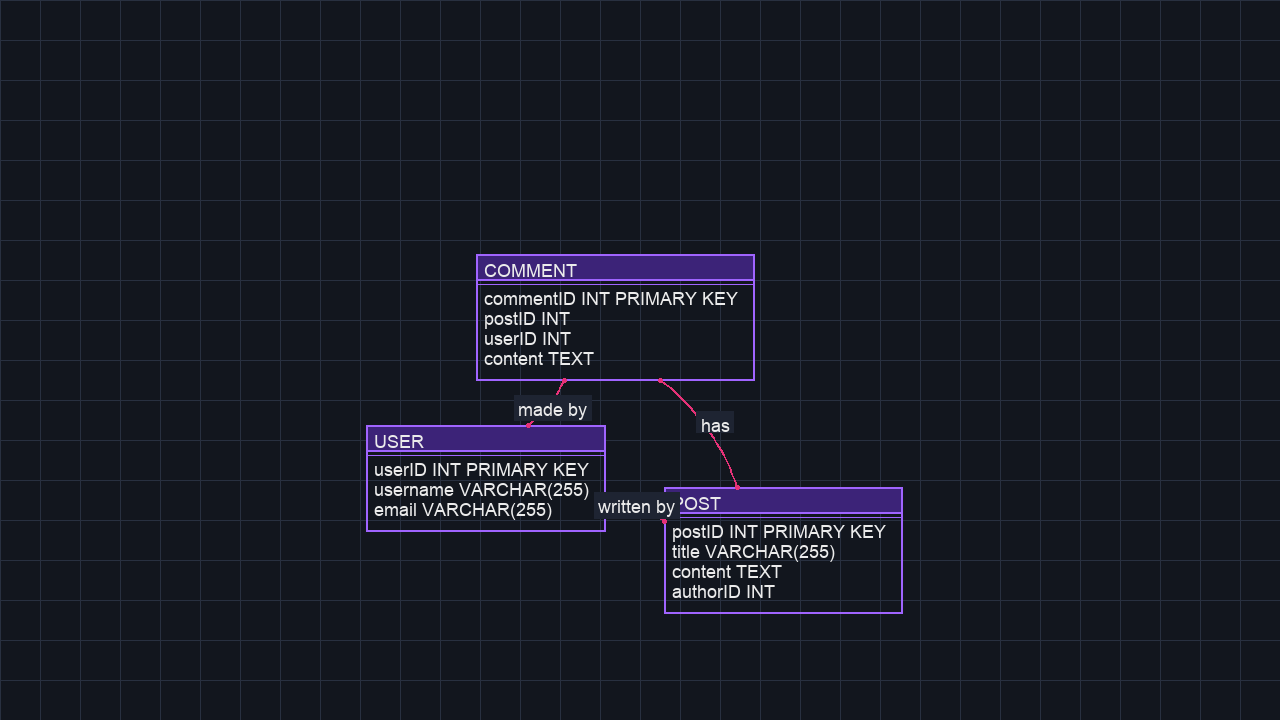 COMMENT
commentID INT PRIMARY KEY
postID INT
userID INT
content TEXT
made by
has
USER
userID INT PRIMARY KEY
username VARCHAR(255)
email VARCHAR(255)
written by
POST
postID INT PRIMARY KEY
title VARCHAR(255)
content TEXT
authorID INT